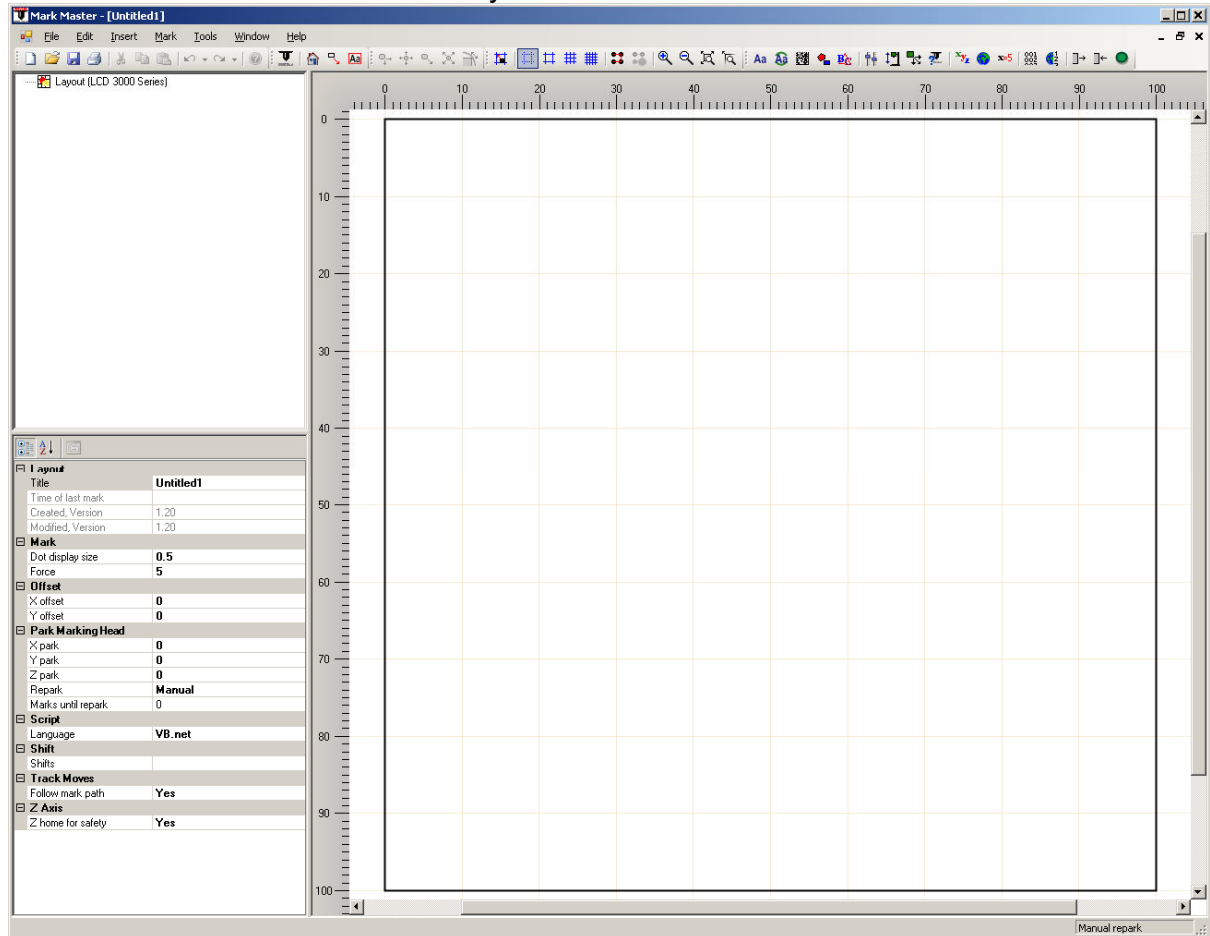 Mark Master - [Untitled1]
File Edit Insert Mark Tools Window Help
Layout (LCD 3000 Series)
0 10 20 30 40 50 60 70 80 90 100
0
10
20
30
40
50
60
70
80
90
100
Layout
Title Untitled1
Time of last mark
Created, Version 1.20
Modified, Version 1.20
Mark
Dot display size 0.5
Force 5
Offset
X offset 0
Y offset 0
Park Marking Head
X park 0
Y park 0
Z park 0
Repark Manual
Marks until repark 0
Script
Language VB.net
Shift
Shifts
Track Moves
Follow mark path Yes
Z Axis
Z home for safety Yes
Manual repark